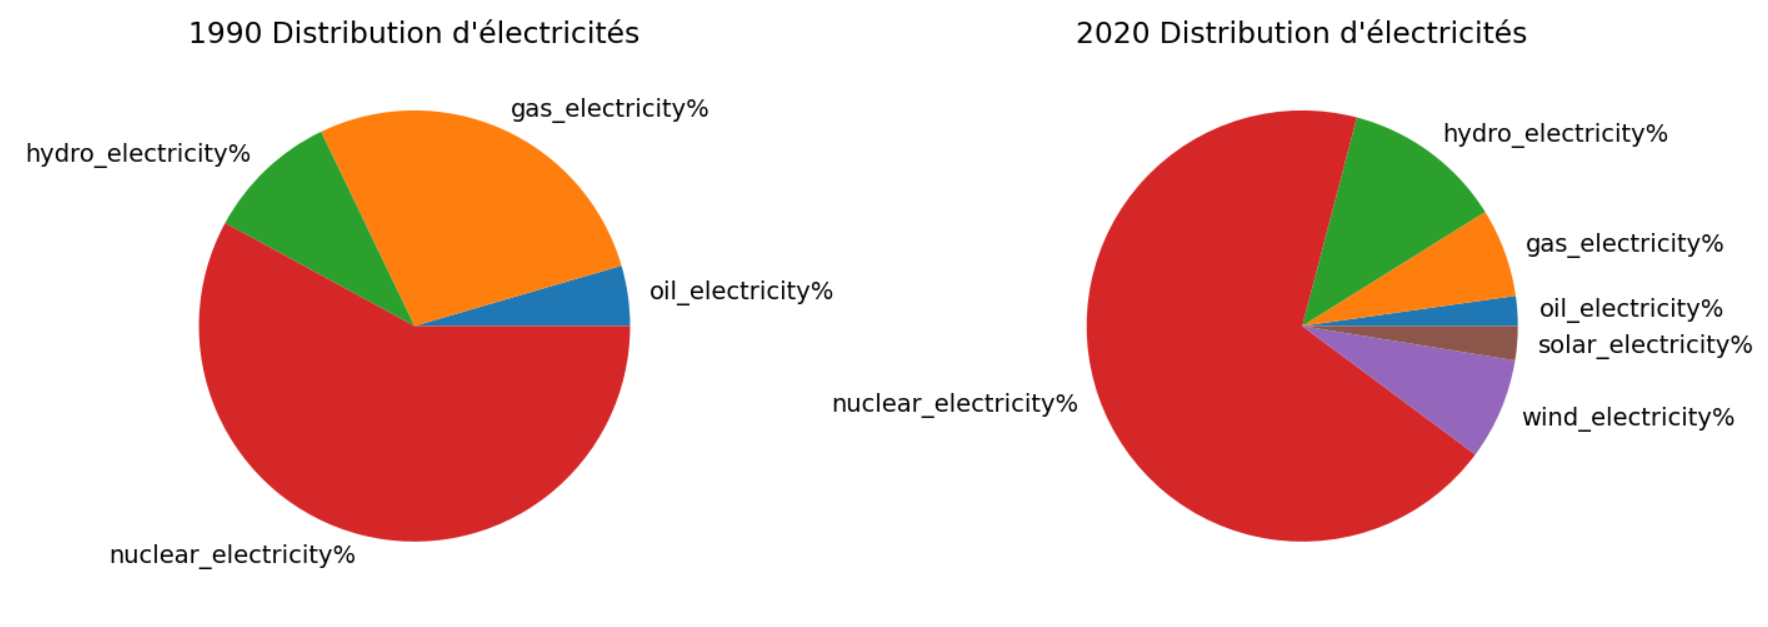 1990 Distribution d'électricités
gas_electricity%
hydro_electricity%
oil_electricity%
nuclear_electricity%
2020 Distribution d'électricités
hydro_electricity%
gas_electricity%
oil_electricity%
solar_electricity%
nuclear_electricity%
wind_electricity%